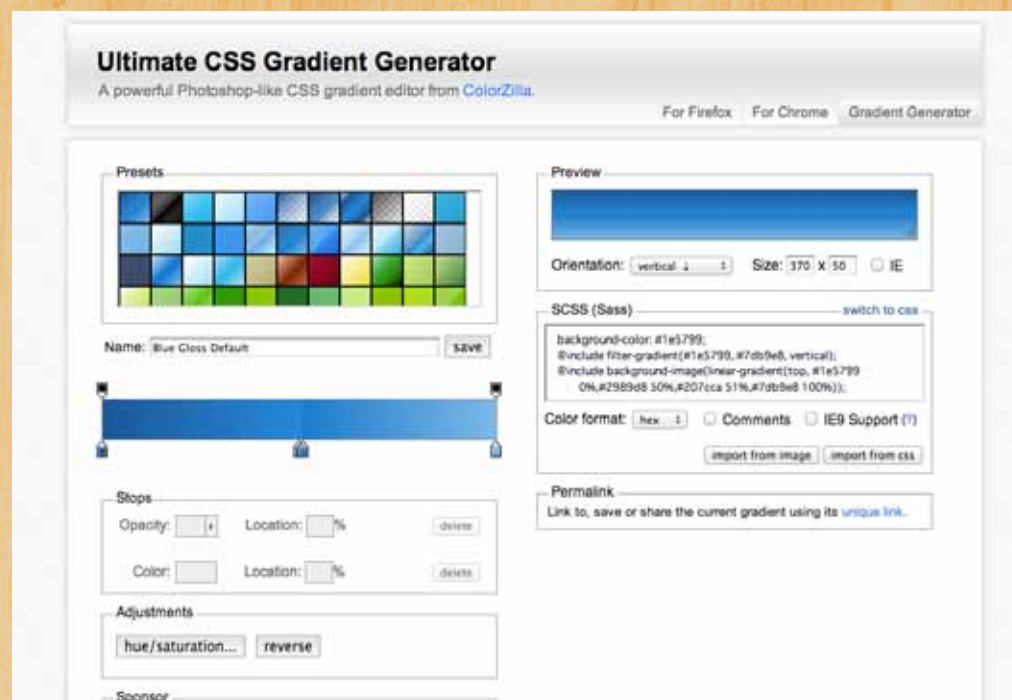 Ultimate CSS Gradient Generator
A powerful Photoshop-like CSS gradient editor from ColorZilla.
For Firefox For Chrome Gradient Generator
Presets
Name: Blue Gloss Default save
Stops
Opacity: Location: % delete
Color: Location: % delete
Adjustments
hue/saturation... reverse
Sponsor
Preview
Orientation: vertical ↓ Size: 370 x 50 IE
SCSS (Sass) switch to css
background-color: #1e5799;
@include filter-gradient(#1e5799, #7db9e8, vertical);
@include background-image(linear-gradient(top, #1e5799
0%,#2989d8 50%,#207cca 51%,#7db9e8 100%));
Color format: hex Comments IE9 Support (?)
import from image import from css
Permalink
Link to, save or share the current gradient using its unique link.